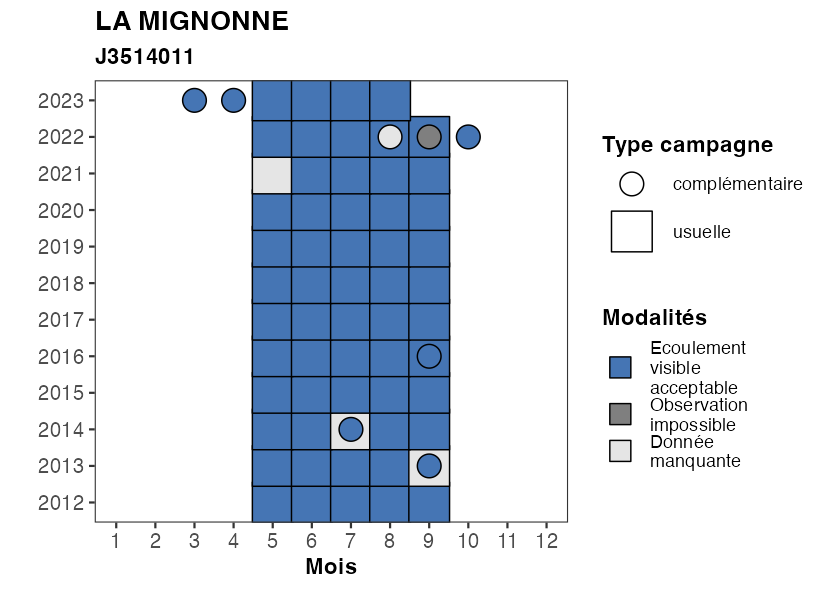 LA MIGNONNE
J3514011
2023
2022
2021
2020
2019
2018
2017
2016
2015
2014
2013
2012
1 2 3 4 5 6 7 8 9 10 11 12
Mois
Type campagne
complémentaire
usuelle
Modalités
Ecoulement
visible
acceptable
Observation
impossible
Donnée
manquante